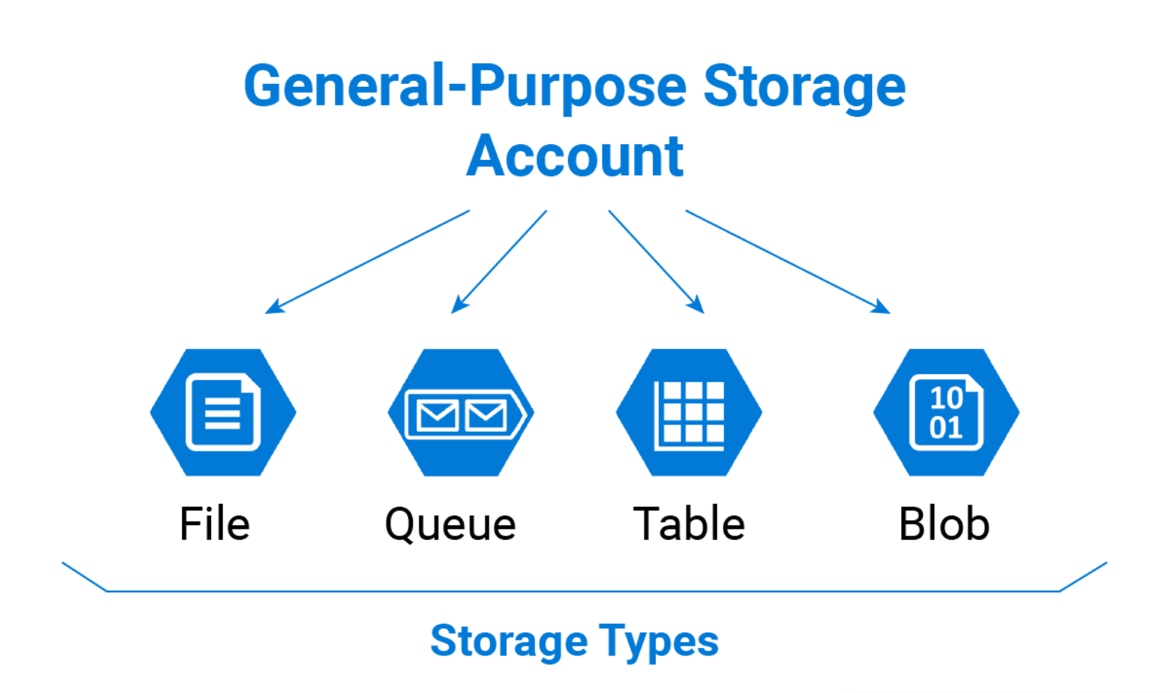 General-Purpose Storage
Account
10
01
File
Queue
Table
Blob
Storage Types